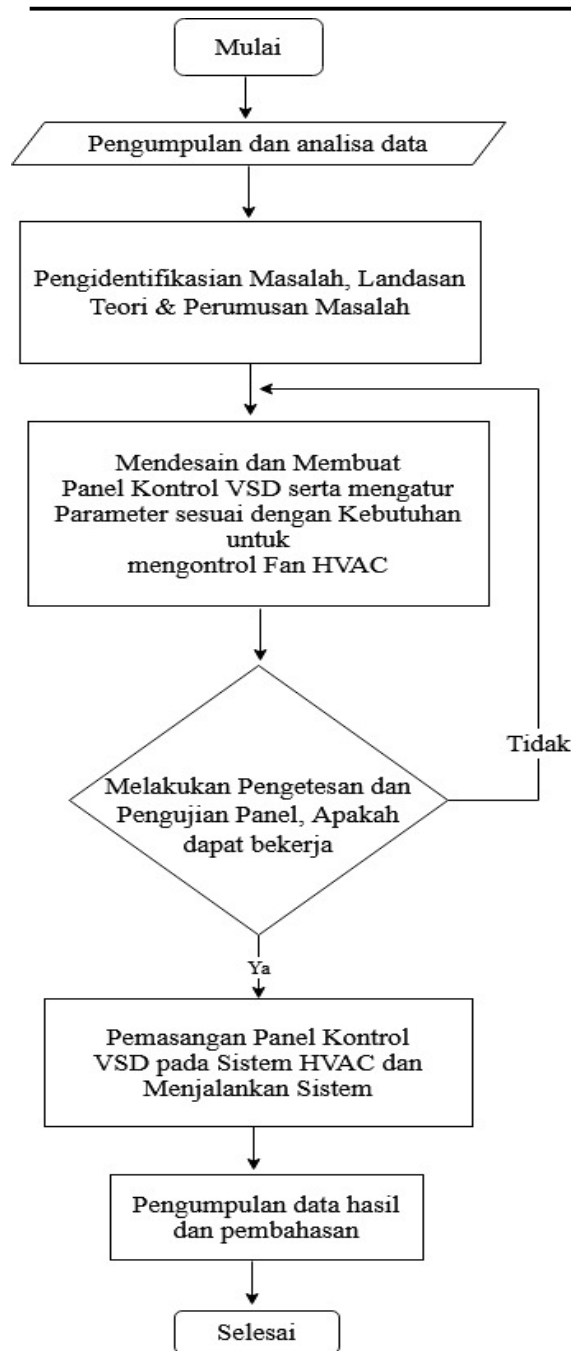 Mulai
Pengumpulan dan analisa data
Pengidentifikasian Masalah, Landasan
Teori & Perumusan Masalah
Mendesain dan Membuat
Panel Kontrol VSD serta mengatur
Parameter sesuai dengan Kebutuhan
untuk
mengontrol Fan HVAC
Tidak
Melakukan Pengetesan dan
Pengujian Panel, Apakah
dapat bekerja
Ya
Pemasangan Panel Kontrol
VSD pada Sistem HVAC dan
Menjalankan Sistem
Pengumpulan data hasil
dan pembahasan
Selesai